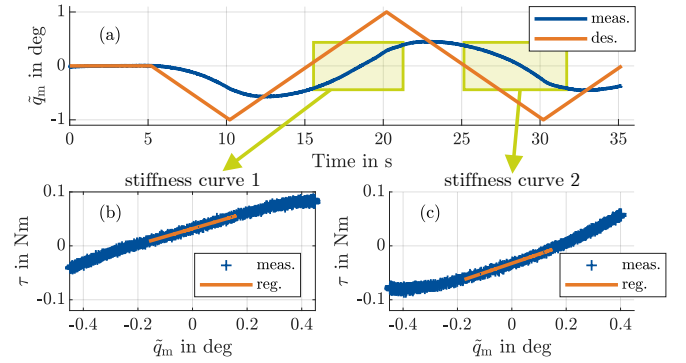 (a)
meas.
des.
1
0
-1
q̃m in deg
0 5 10 15 20 25 30 35
Time in s
stiffness curve 1
stiffness curve 2
(b)
0.1
0
-0.1
τ in Nm
meas.
reg.
-0.4 -0.2 0 0.2 0.4
q̃m in deg
(c)
0.1
0
-0.1
τ in Nm
meas.
reg.
-0.4 -0.2 0 0.2 0.4
q̃m in deg